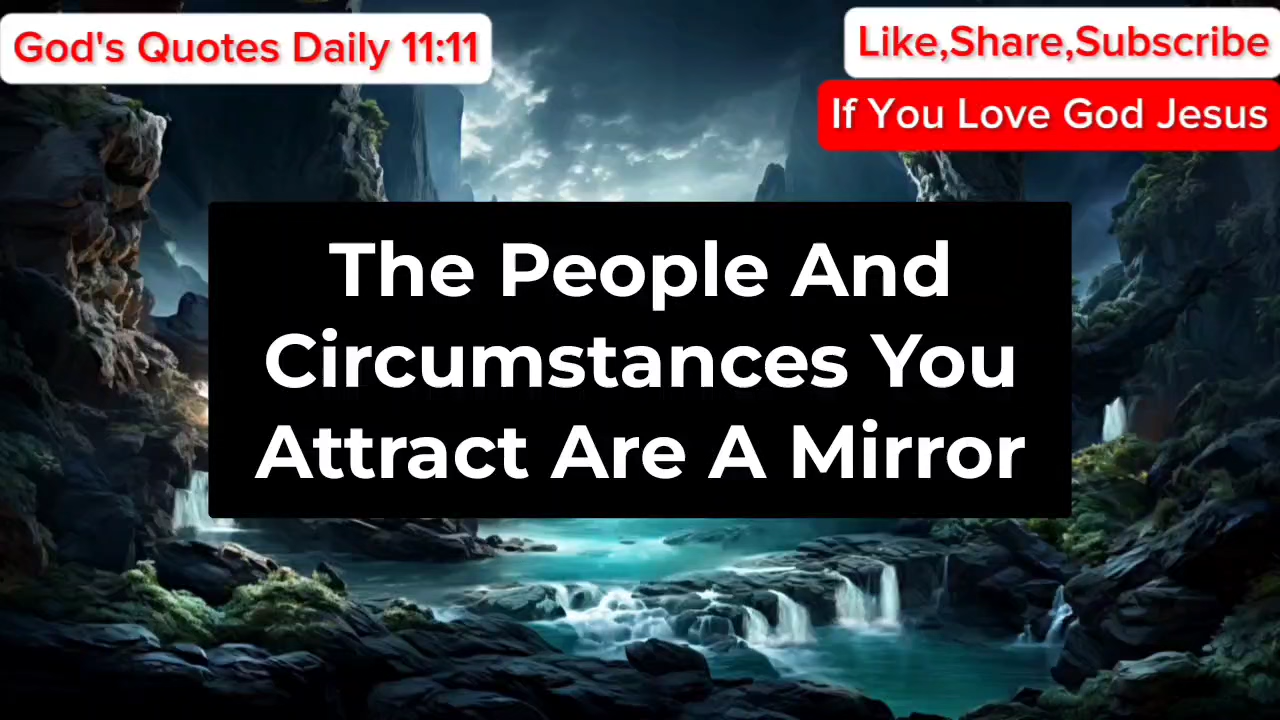 God's Quotes Daily 11:11
Like,Share,Subscribe
If You Love God Jesus
The People And
Circumstances You
Attract Are A Mirror